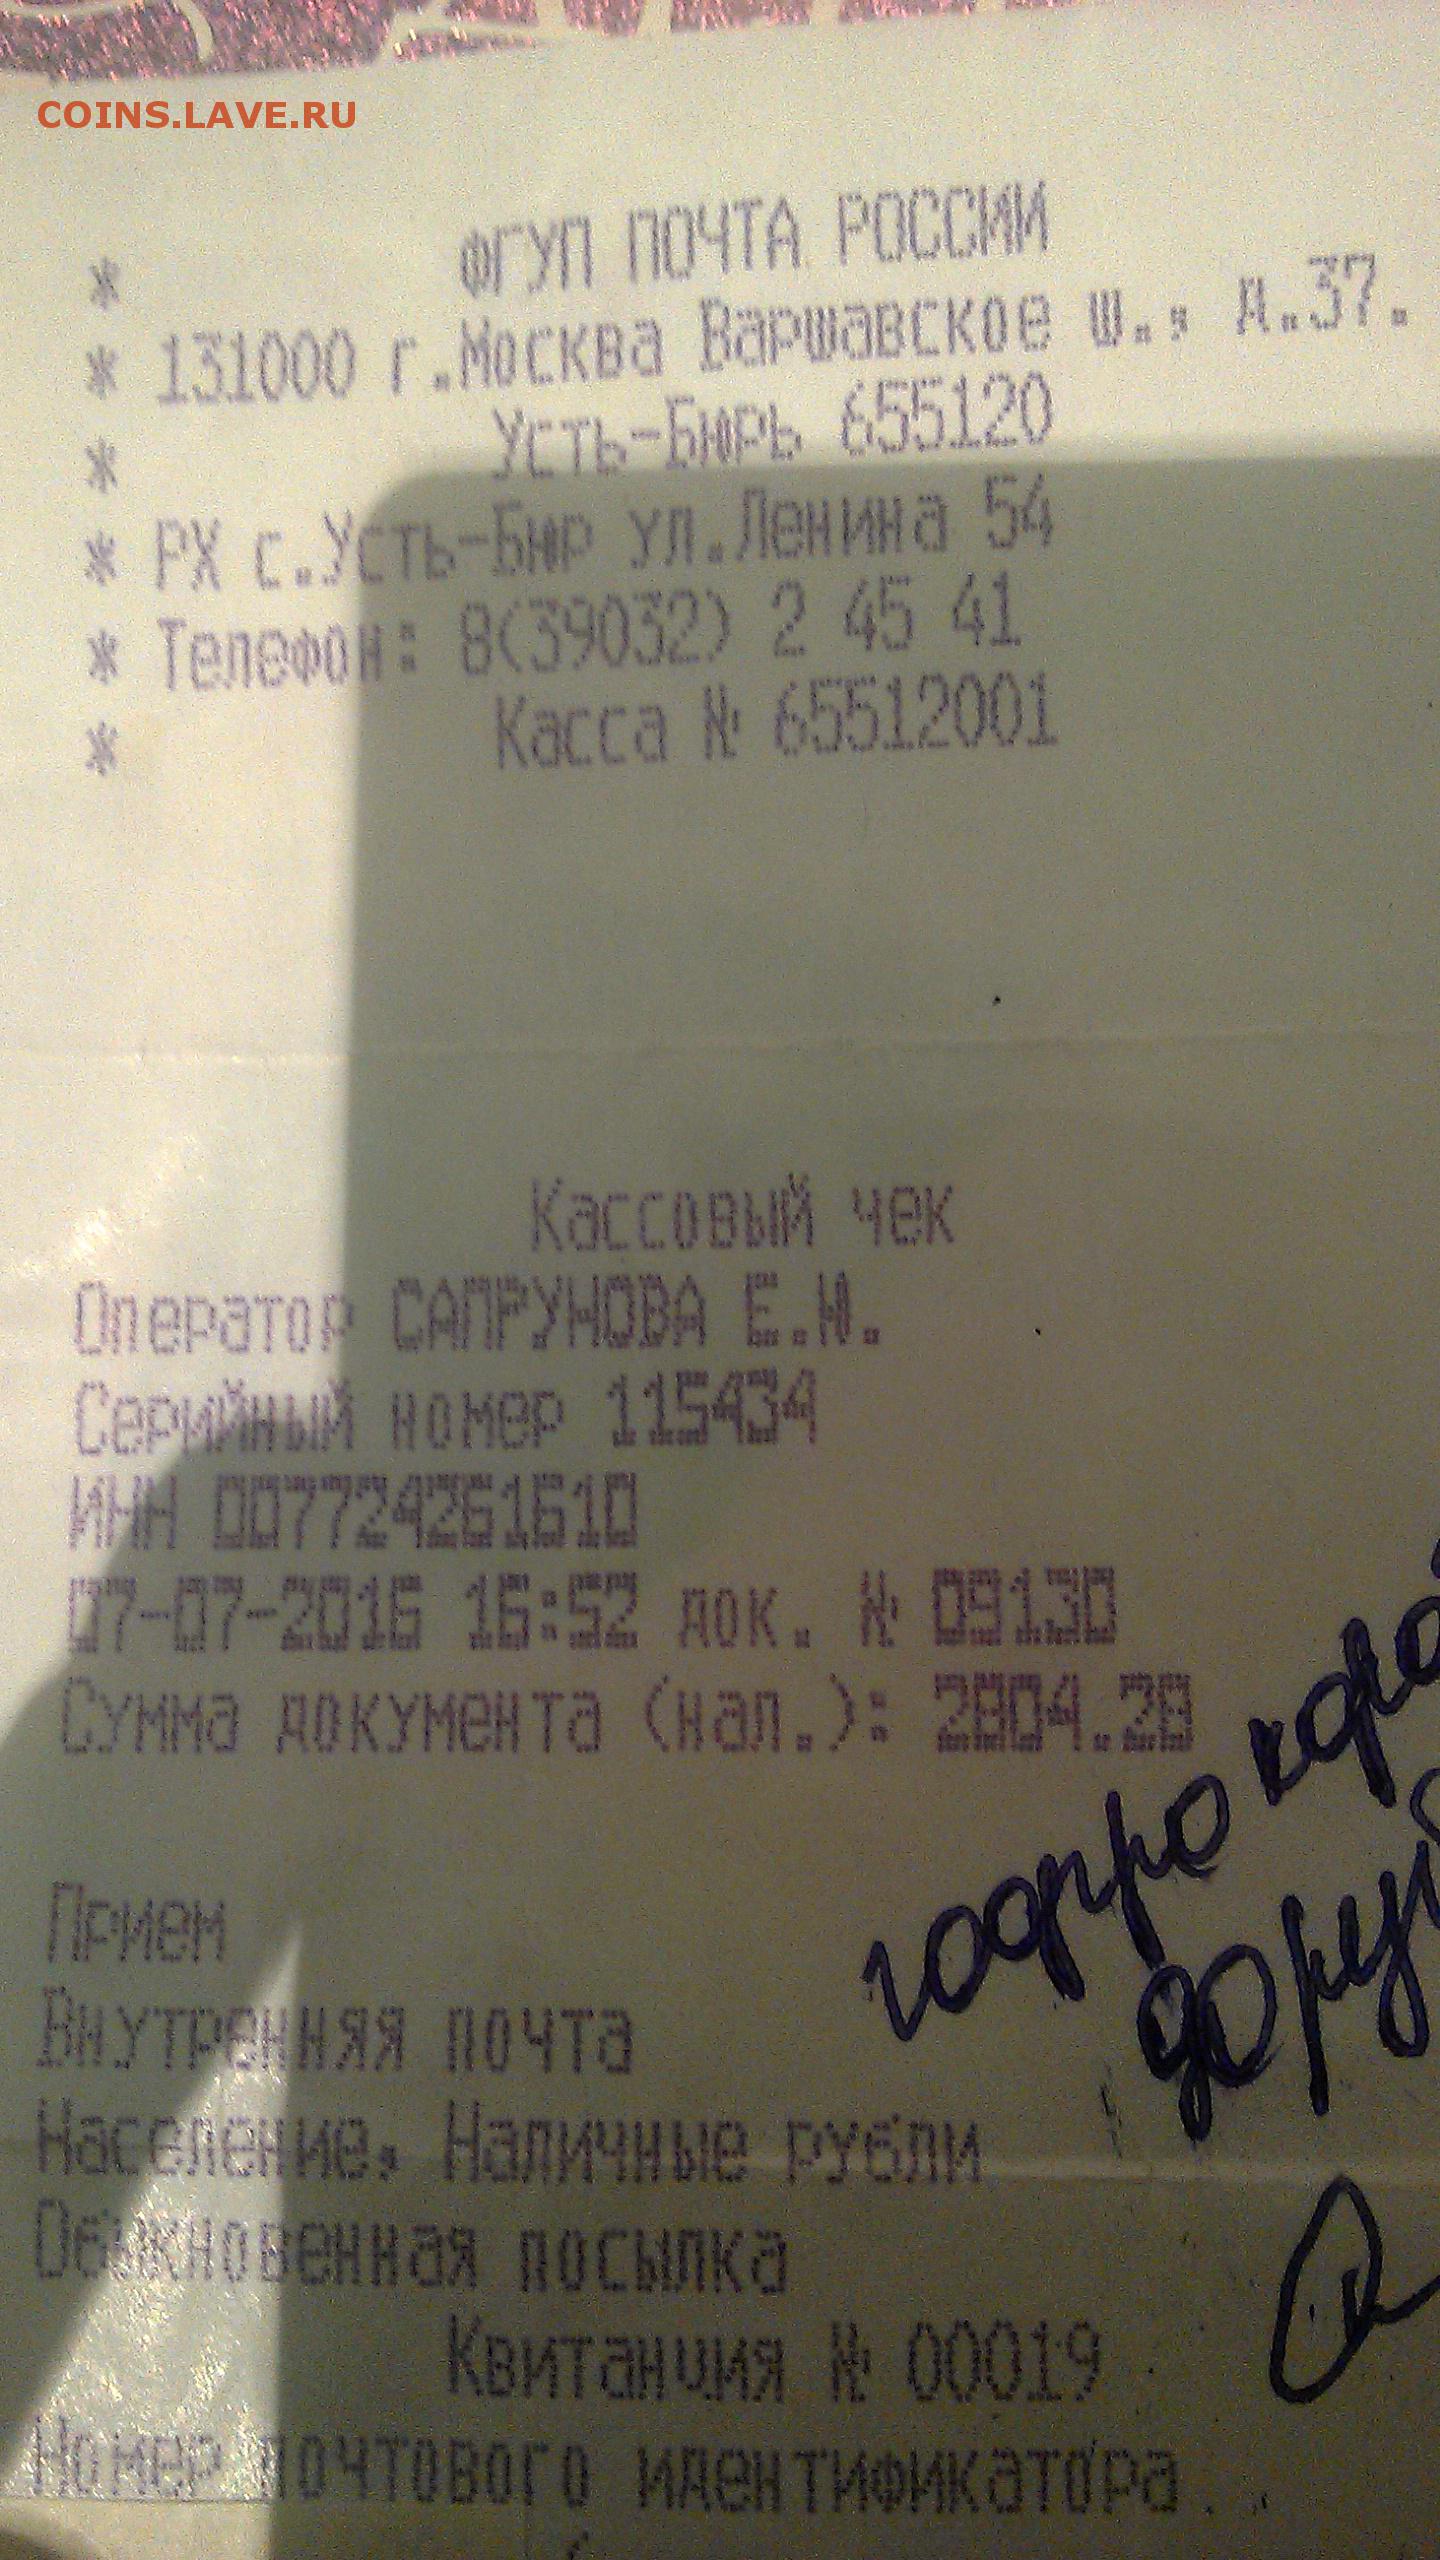 COINS.LAVE.RU
* ФГУП ПОЧТА РОССИИ
* 131000 г.Москва Варшавское ш., д.37.
* Усть-Бюрь 655120
* РХ с.Усть-Бюр ул.Ленина 54
* Телефон: 8(39032) 2 45 41
* Касса № 65512001
Кассовый чек
Оператор САПРУНОВА Е.И.
Серийный номер 115434
ИНН 007724261610
07-07-2016 16:52 док. № 09130
Сумма документа (нал.): 2804.28
Прием
Внутренняя почта
Население. Наличные рубли
Обыкновенная посылка
Квитанция № 00019
Номер почтового идентификатора
гофро